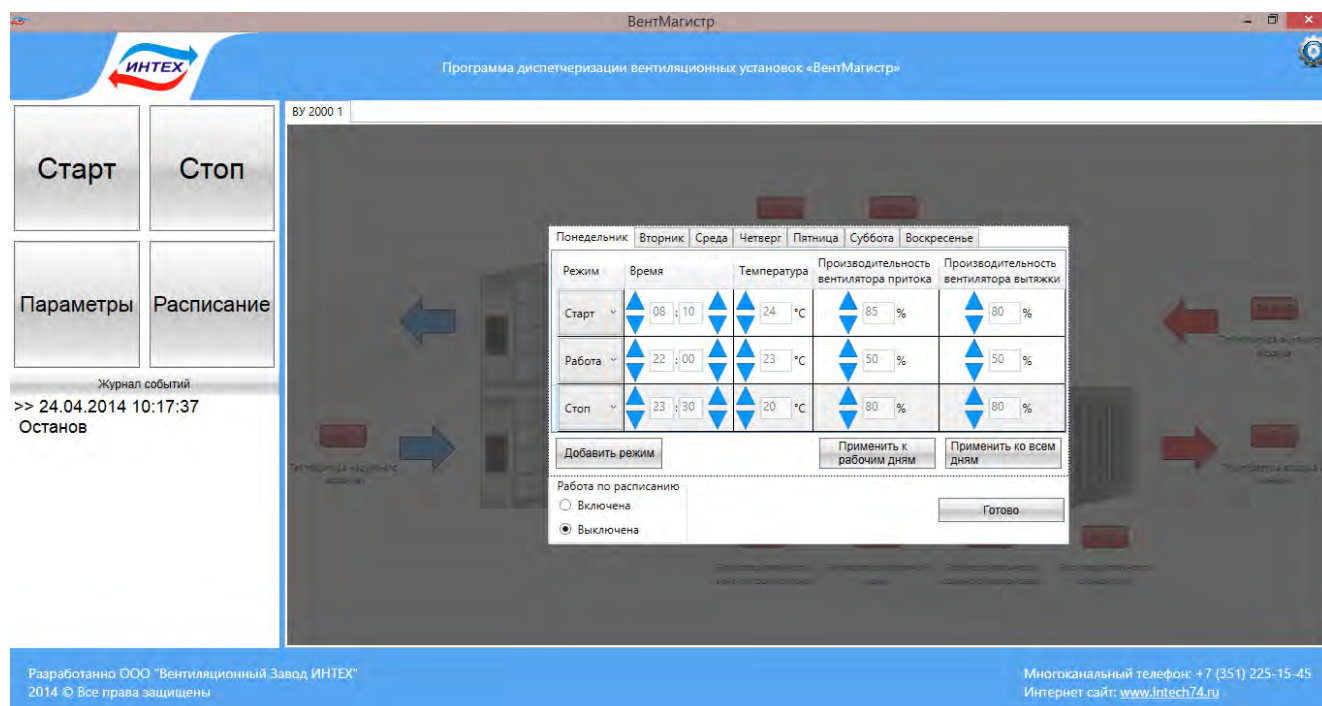 ВентМагистр
ИНТЕХ
Программа диспетчеризации вентиляционных установок «ВентМагистр»
Старт
Стоп
Параметры
Расписание
Журнал событий
>> 24.04.2014 10:17:37
Останов
ВУ 2000 1
Понедельник Вторник Среда Четверг Пятница Суббота Воскресенье
Режим Время Температура Производительность вентилятора притока Производительность вентилятора вытяжки
Старт 08 : 10 24 °C 85 % 80 %
Работа 22 : 00 23 °C 50 % 50 %
Стоп 23 : 30 20 °C 80 % 80 %
Добавить режим
Применить к рабочим дням
Применить ко всем дням
Работа по расписанию
Включена
Выключена
Готово
Разработанно ООО "Вентиляционный Завод ИНТЕХ"
2014 © Все права защищены
Многоканальный телефон: +7 (351) 225-15-45
Интернет сайт: www.Intech74.ru